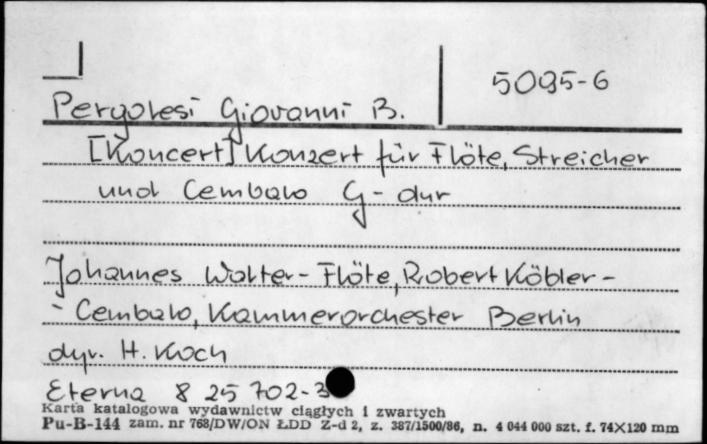 5095-6
Pergolesi Giovanni B.
[Koncert] Konzert für Flöte, Streicher
und Cembalo G-dur
Johannes Walter - Flöte, Robert Köbler -
- Cembalo, Kammerorchester Berlin
dyr. H. Koch
Eterna 8 25 702-3
Karta katalogowa wydawnictw ciągłych i zwartych
Pu-B-144 zam. nr 768/DW/ON ŁDD Z-d 2, z. 387/1500/86, n. 4 044 000 szt. f. 74X120 mm